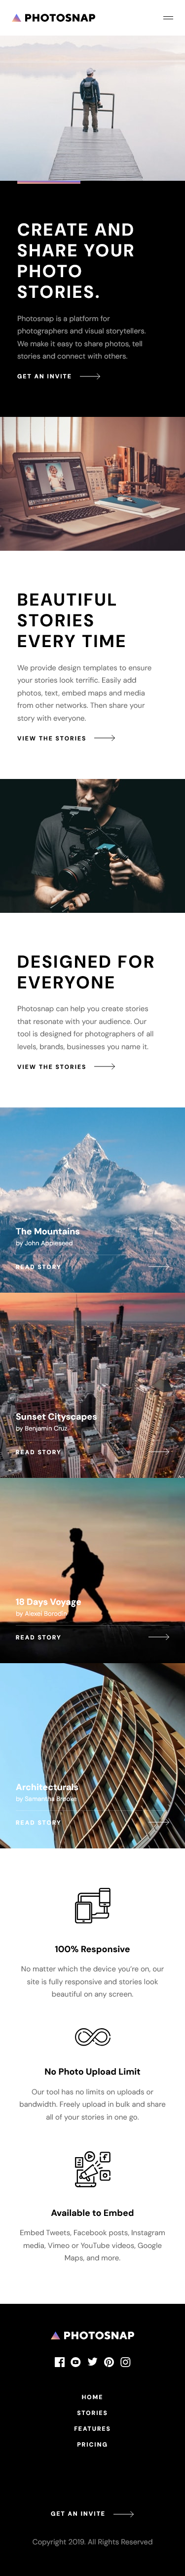 PHOTOSNAP
CREATE AND
SHARE YOUR
PHOTO
STORIES.
Photosnap is a platform for
photographers and visual storytellers.
We make it easy to share photos, tell
stories and connect with others.
GET AN INVITE
BEAUTIFUL
STORIES
EVERY TIME
We provide design templates to ensure
your stories look terrific. Easily add
photos, text, embed maps and media
from other networks. Then share your
story with everyone.
VIEW THE STORIES
DESIGNED FOR
EVERYONE
Photosnap can help you create stories
that resonate with your audience. Our
tool is designed for photographers of all
levels, brands, businesses you name it.
VIEW THE STORIES
The Mountains
by John Appleseed
READ STORY
Sunset Cityscapes
by Benjamin Cruz
READ STORY
18 Days Voyage
by Alexei Borodin
READ STORY
Architecturals
by Samantha Brooke
READ STORY
100% Responsive
No matter which the device you're on, our
site is fully responsive and stories look
beautiful on any screen.
No Photo Upload Limit
Our tool has no limits on uploads or
bandwidth. Freely upload in bulk and share
all of your stories in one go.
Available to Embed
Embed Tweets, Facebook posts, Instagram
media, Vimeo or YouTube videos, Google
Maps, and more.
PHOTOSNAP
HOME
STORIES
FEATURES
PRICING
GET AN INVITE
Copyright 2019. All Rights Reserved